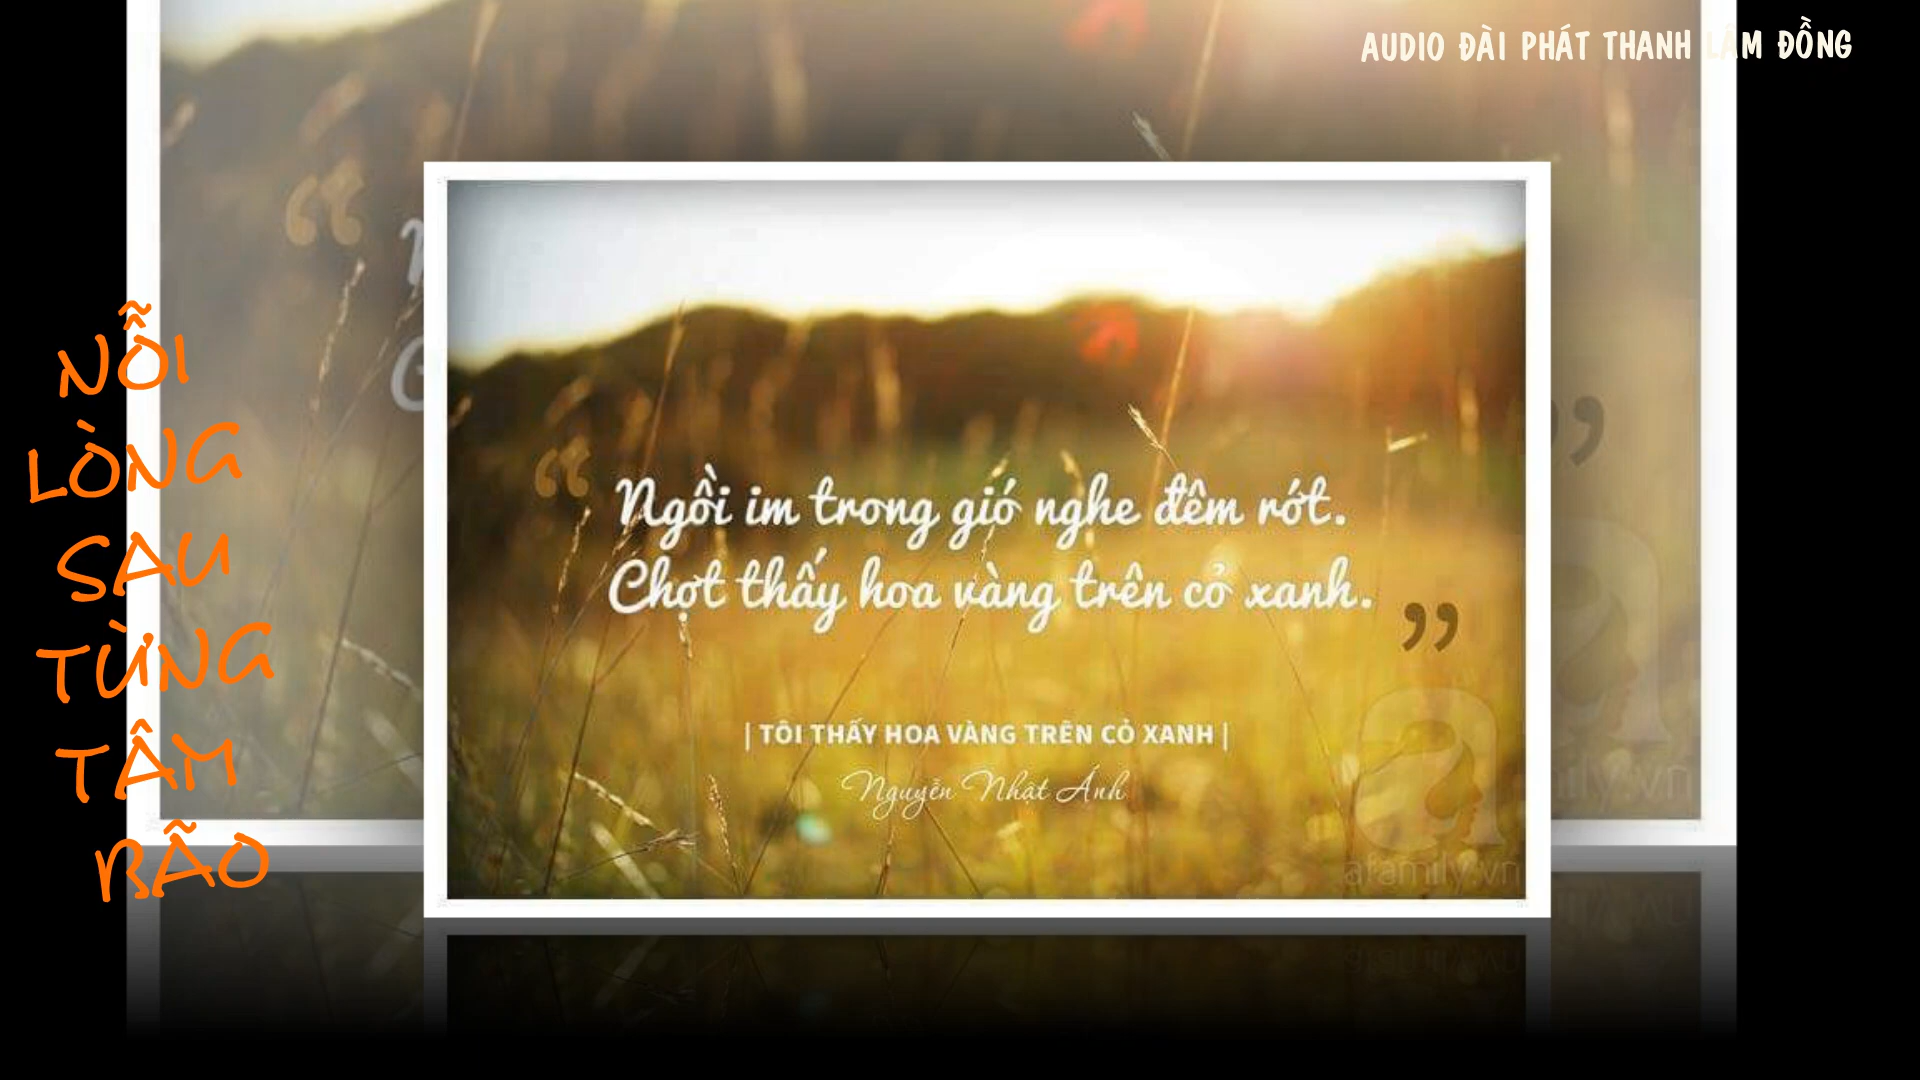 AUDIO ĐÀI PHÁT THANH LÂM ĐỒNG
NỖI
LÒNG
SAU
TỪNG
TÂM
BÃO
“Ngồi im trong gió nghe đêm rớt.
Chợt thấy hoa vàng trên cỏ xanh.”
| TÔI THẤY HOA VÀNG TRÊN CỎ XANH |
Nguyễn Nhật Ánh
afamily.vn